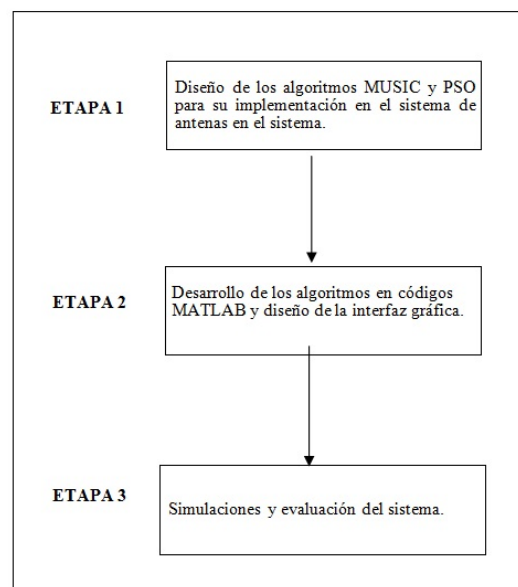 ETAPA 1
Diseño de los algoritmos MUSIC y PSO
para su implementación en el sistema de
antenas en el sistema.
ETAPA 2
Desarrollo de los algoritmos en códigos
MATLAB y diseño de la interfaz gráfica.
ETAPA 3
Simulaciones y evaluación del sistema.